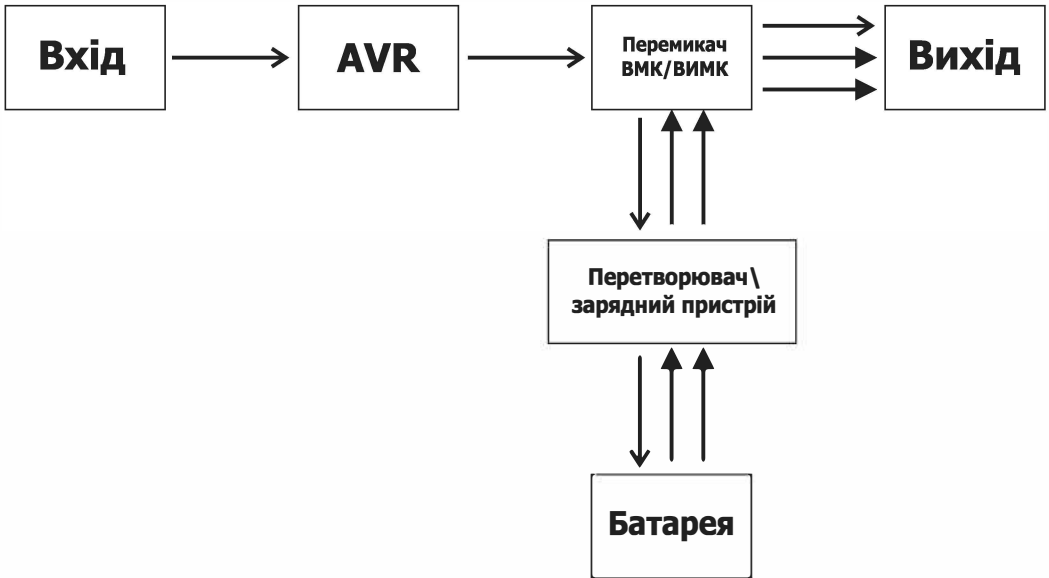 Вхід
AVR
Перемикач
ВМК/ВИМК
Вихід
Перетворювач\
зарядний пристрій
Батарея